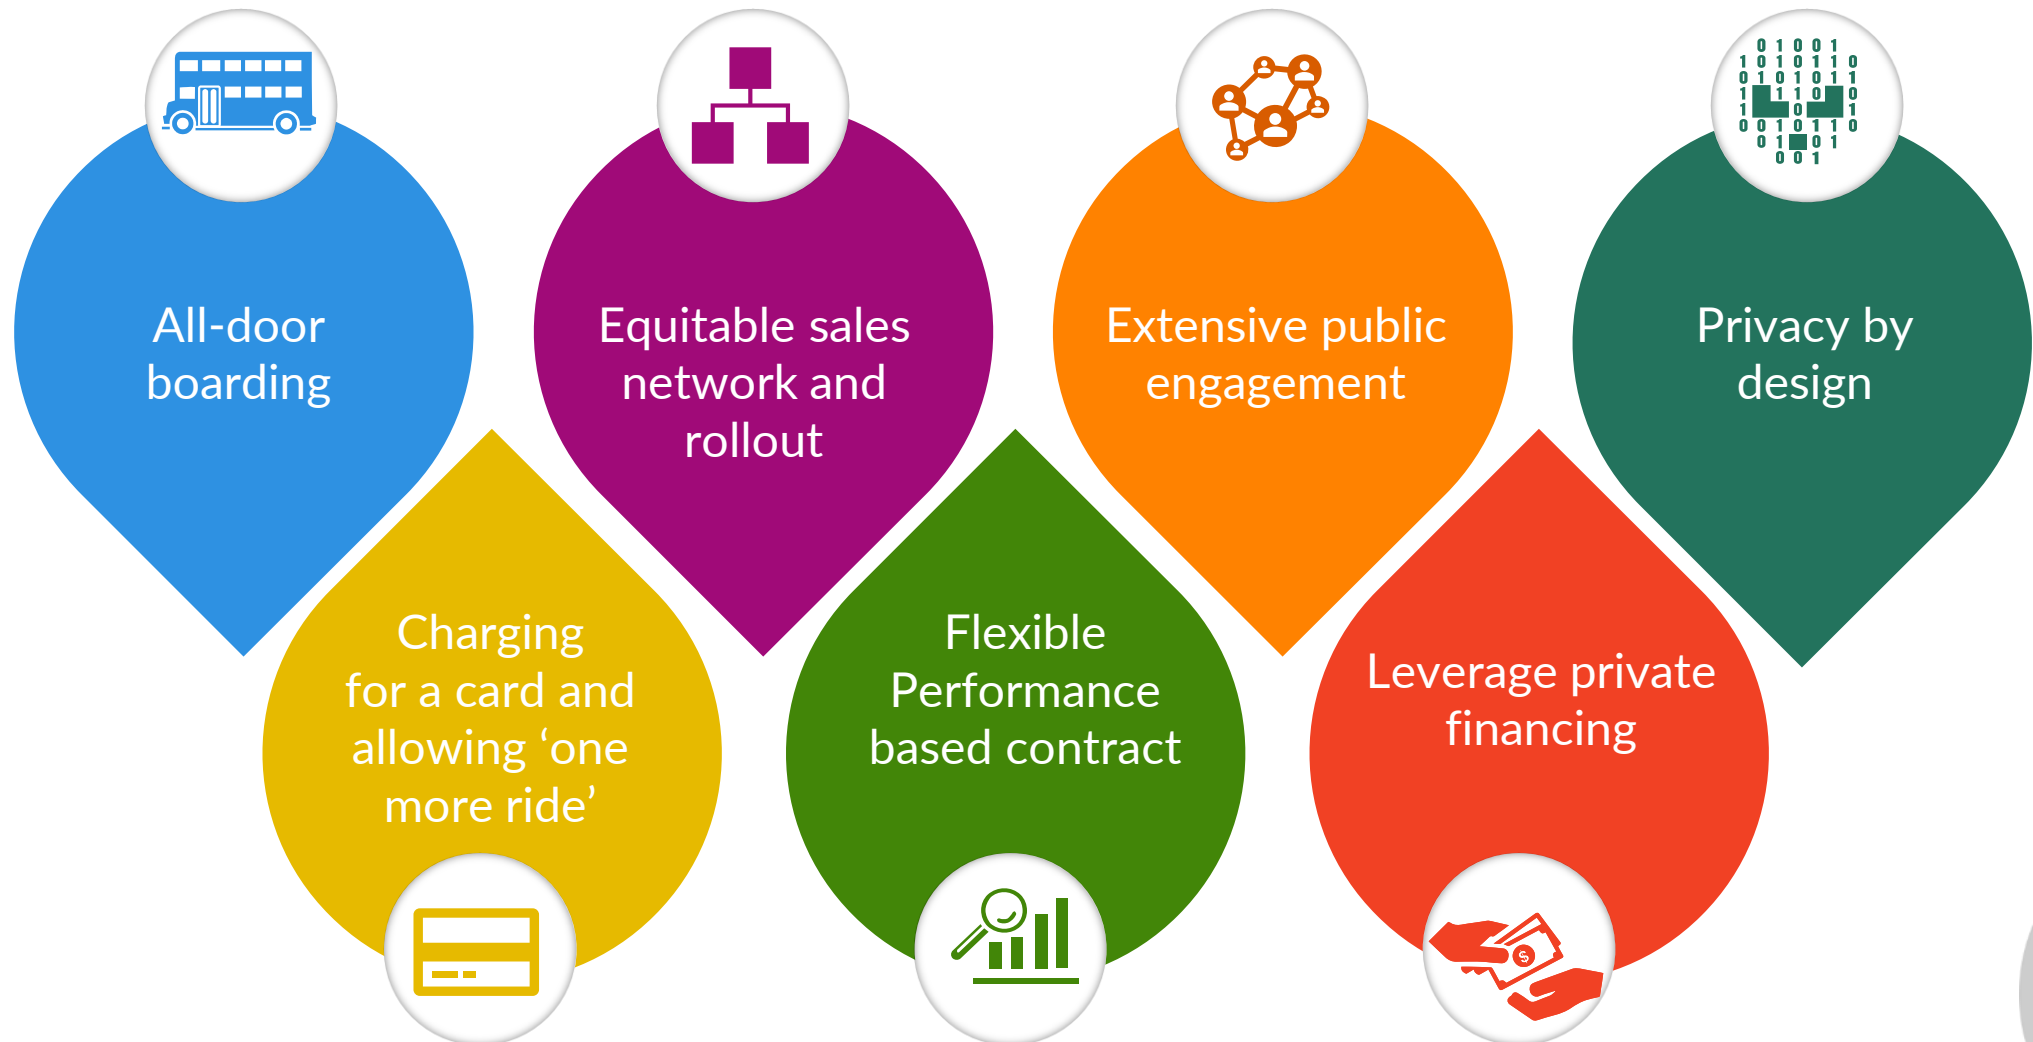 All-door
boarding
Charging
for a card and
allowing ‘one
more ride’
Equitable sales
network and
rollout
Flexible
Performance
based contract
Extensive public
engagement
Leverage private
financing
Privacy by
design